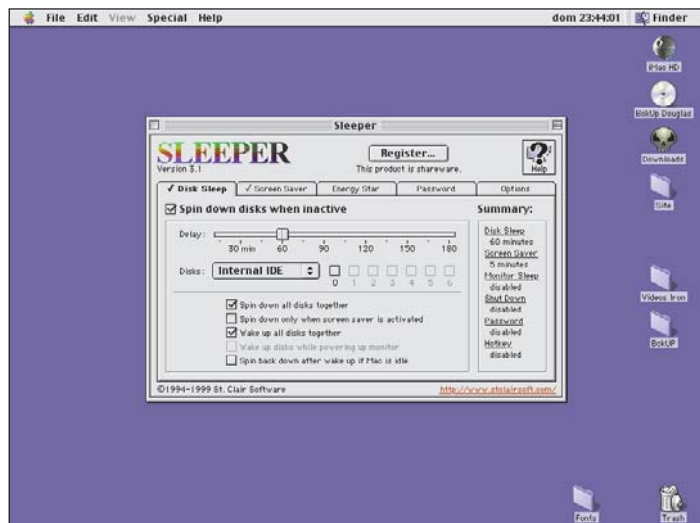 File Edit View Special Help dom 23:44:01 Finder
iMac HD
BokUp Douglas
Downloads
Site
Videos Iron
BokUP
Fonts
Trash
Sleeper
SLEEPER
Version 3.1
Register...
This product is shareware.
Help
✓ Disk Sleep ✓ Screen Saver Energy Star Password Options
Spin down disks when inactive
Delay:
30 min 60 90 120 150 180
Disks: Internal IDE
0 1 2 3 4 5 6
Spin down all disks together
Spin down only when screen saver is activated
Wake up all disks together
Wake up disks while powering up monitor
Spin back down after wake up if Mac is idle
Summary:
Disk Sleep
60 minutes
Screen Saver
5 minutes
Monitor Sleep
disabled
Shut Down
disabled
Password
disabled
Hotkey
disabled
©1994-1999 St. Clair Software
http://www.stclairsoft.com/